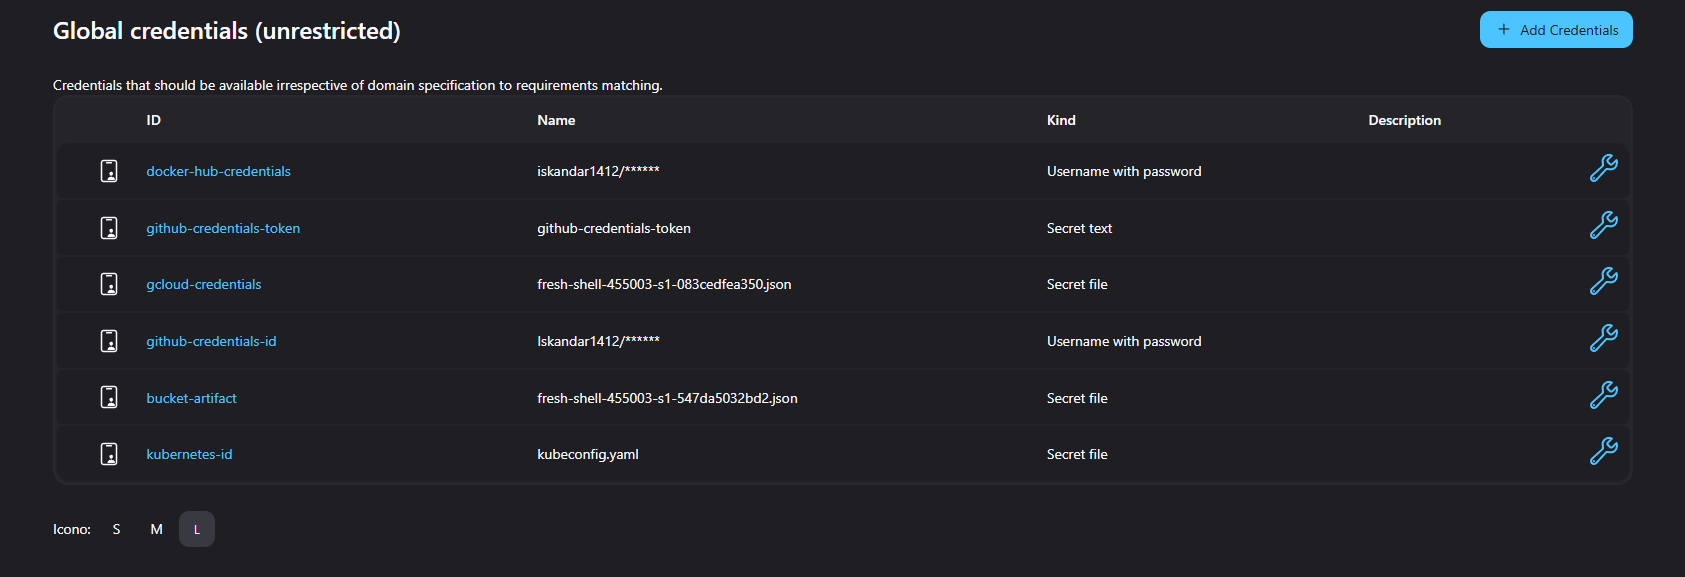 Global credentials (unrestricted)
+ Add Credentials
Credentials that should be available irrespective of domain specification to requirements matching.
ID Name Kind Description
docker-hub-credentials iskandar1412/****** Username with password
github-credentials-token github-credentials-token Secret text
gcloud-credentials fresh-shell-455003-s1-083cedfea350.json Secret file
github-credentials-id Iskandar1412/****** Username with password
bucket-artifact fresh-shell-455003-s1-547da5032bd2.json Secret file
kubernetes-id kubeconfig.yaml Secret file
Icono: S M L